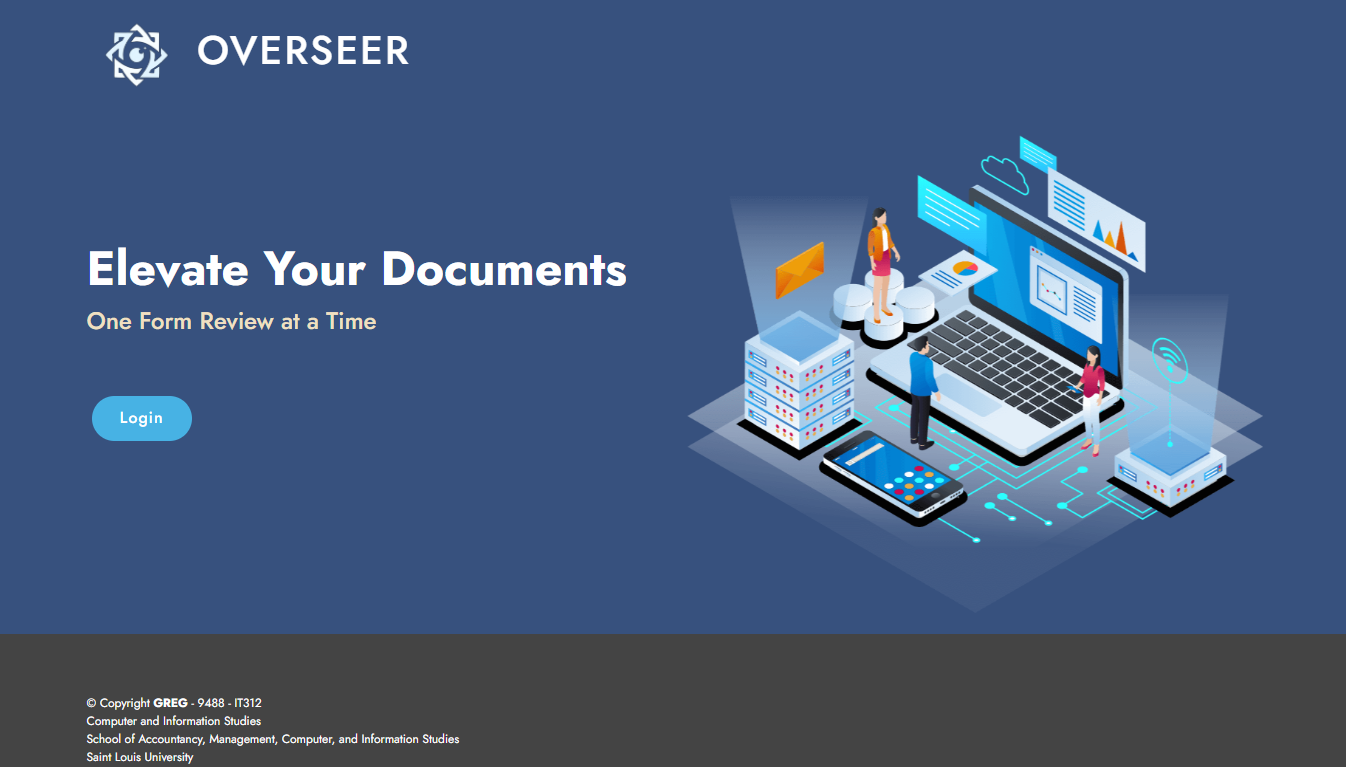 OVERSEER
Elevate Your Documents
One Form Review at a Time
Login
© Copyright GREG - 9488 - IT312
Computer and Information Studies
School of Accountancy, Management, Computer, and Information Studies
Saint Louis University